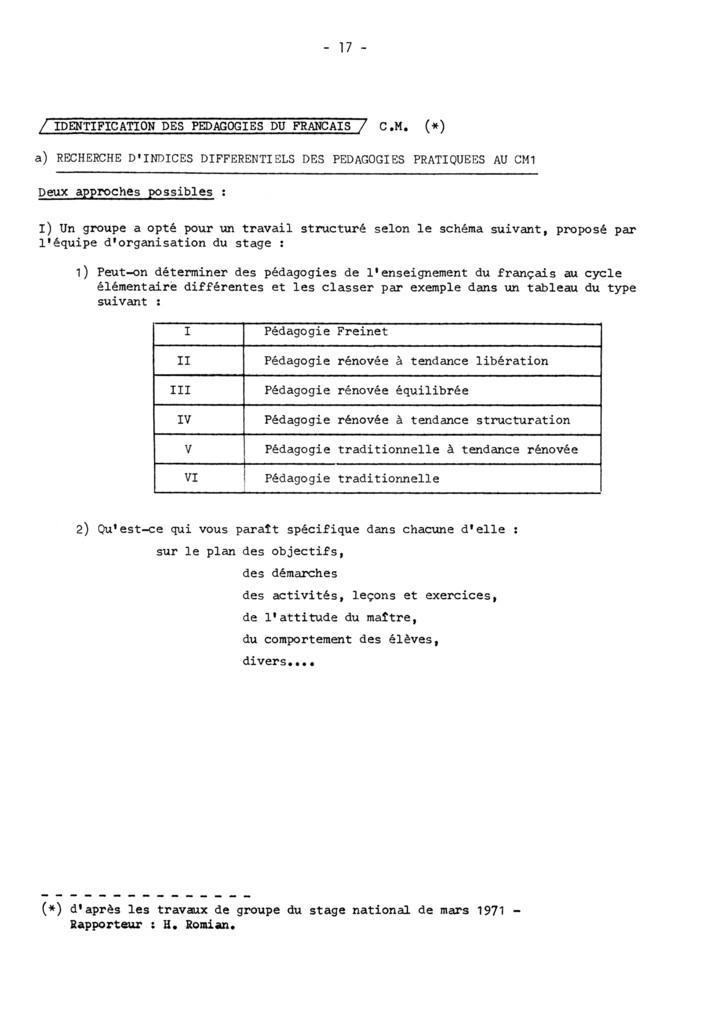 - 17 -
IDENTIFICATION DES PEDAGOGIES DU FRANCAIS C.M. (*)
a) RECHERCHE D'INDICES DIFFERENTIELS DES PEDAGOGIES PRATIQUEES AU CM1
Deux approches possibles :
I) Un groupe a opté pour un travail structuré selon le schéma suivant, proposé par
l'équipe d'organisation du stage :
1) Peut-on déterminer des pédagogies de l'enseignement du français au cycle
élémentaire différentes et les classer par exemple dans un tableau du type
suivant :
I Pédagogie Freinet
II Pédagogie rénovée à tendance libération
III Pédagogie rénovée équilibrée
IV Pédagogie rénovée à tendance structuration
V Pédagogie traditionnelle à tendance rénovée
VI Pédagogie traditionnelle
2) Qu'est-ce qui vous paraît spécifique dans chacune d'elle :
sur le plan des objectifs,
des démarches
des activités, leçons et exercices,
de l'attitude du maître,
du comportement des élèves,
divers....
(*) d'après les travaux de groupe du stage national de mars 1971 -
Rapporteur : H. Romian.